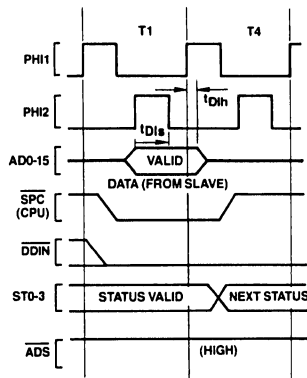 T1 T4
PHI1
tDIh
PHI2
tDIs
AD0-15 VALID
DATA (FROM SLAVE)
SPC
(CPU)
DDIN
ST0-3 STATUS VALID NEXT STATUS
ADS (HIGH)